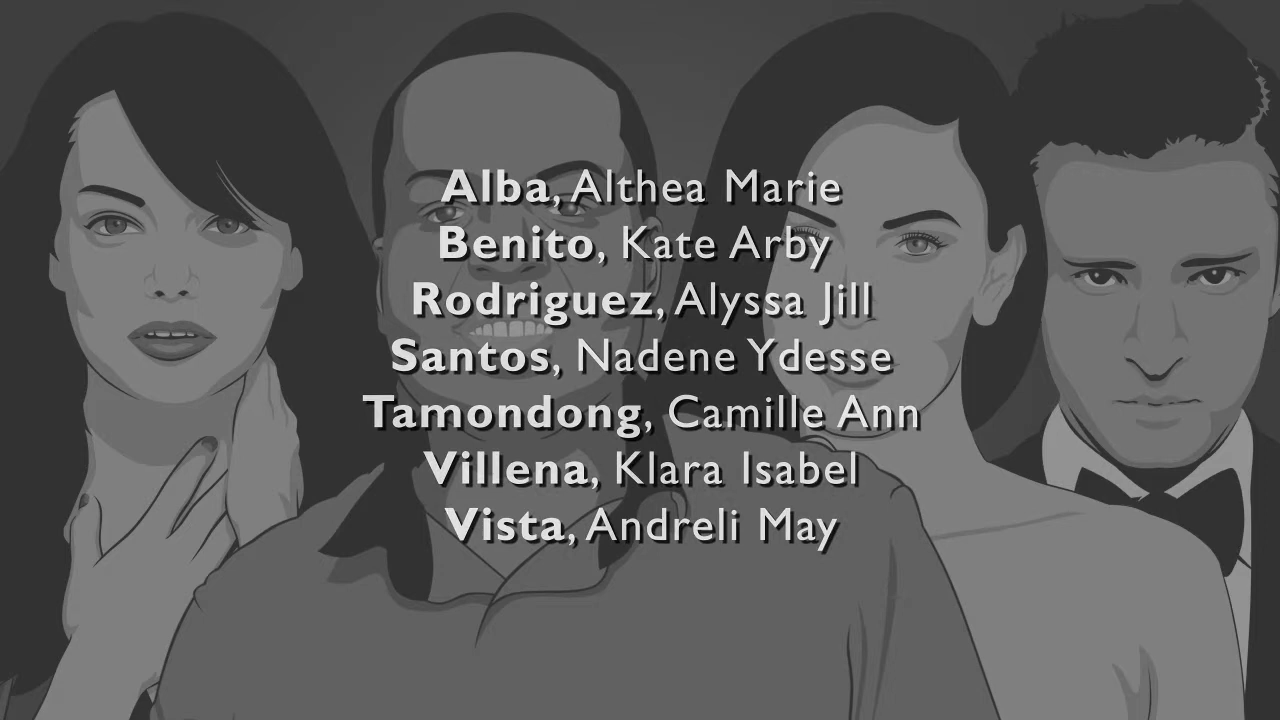 Alba, Althea Marie
Benito, Kate Arby
Rodriguez, Alyssa Jill
Santos, Nadene Ydesse
Tamondong, Camille Ann
Villena, Klara Isabel
Vista, Andreli May